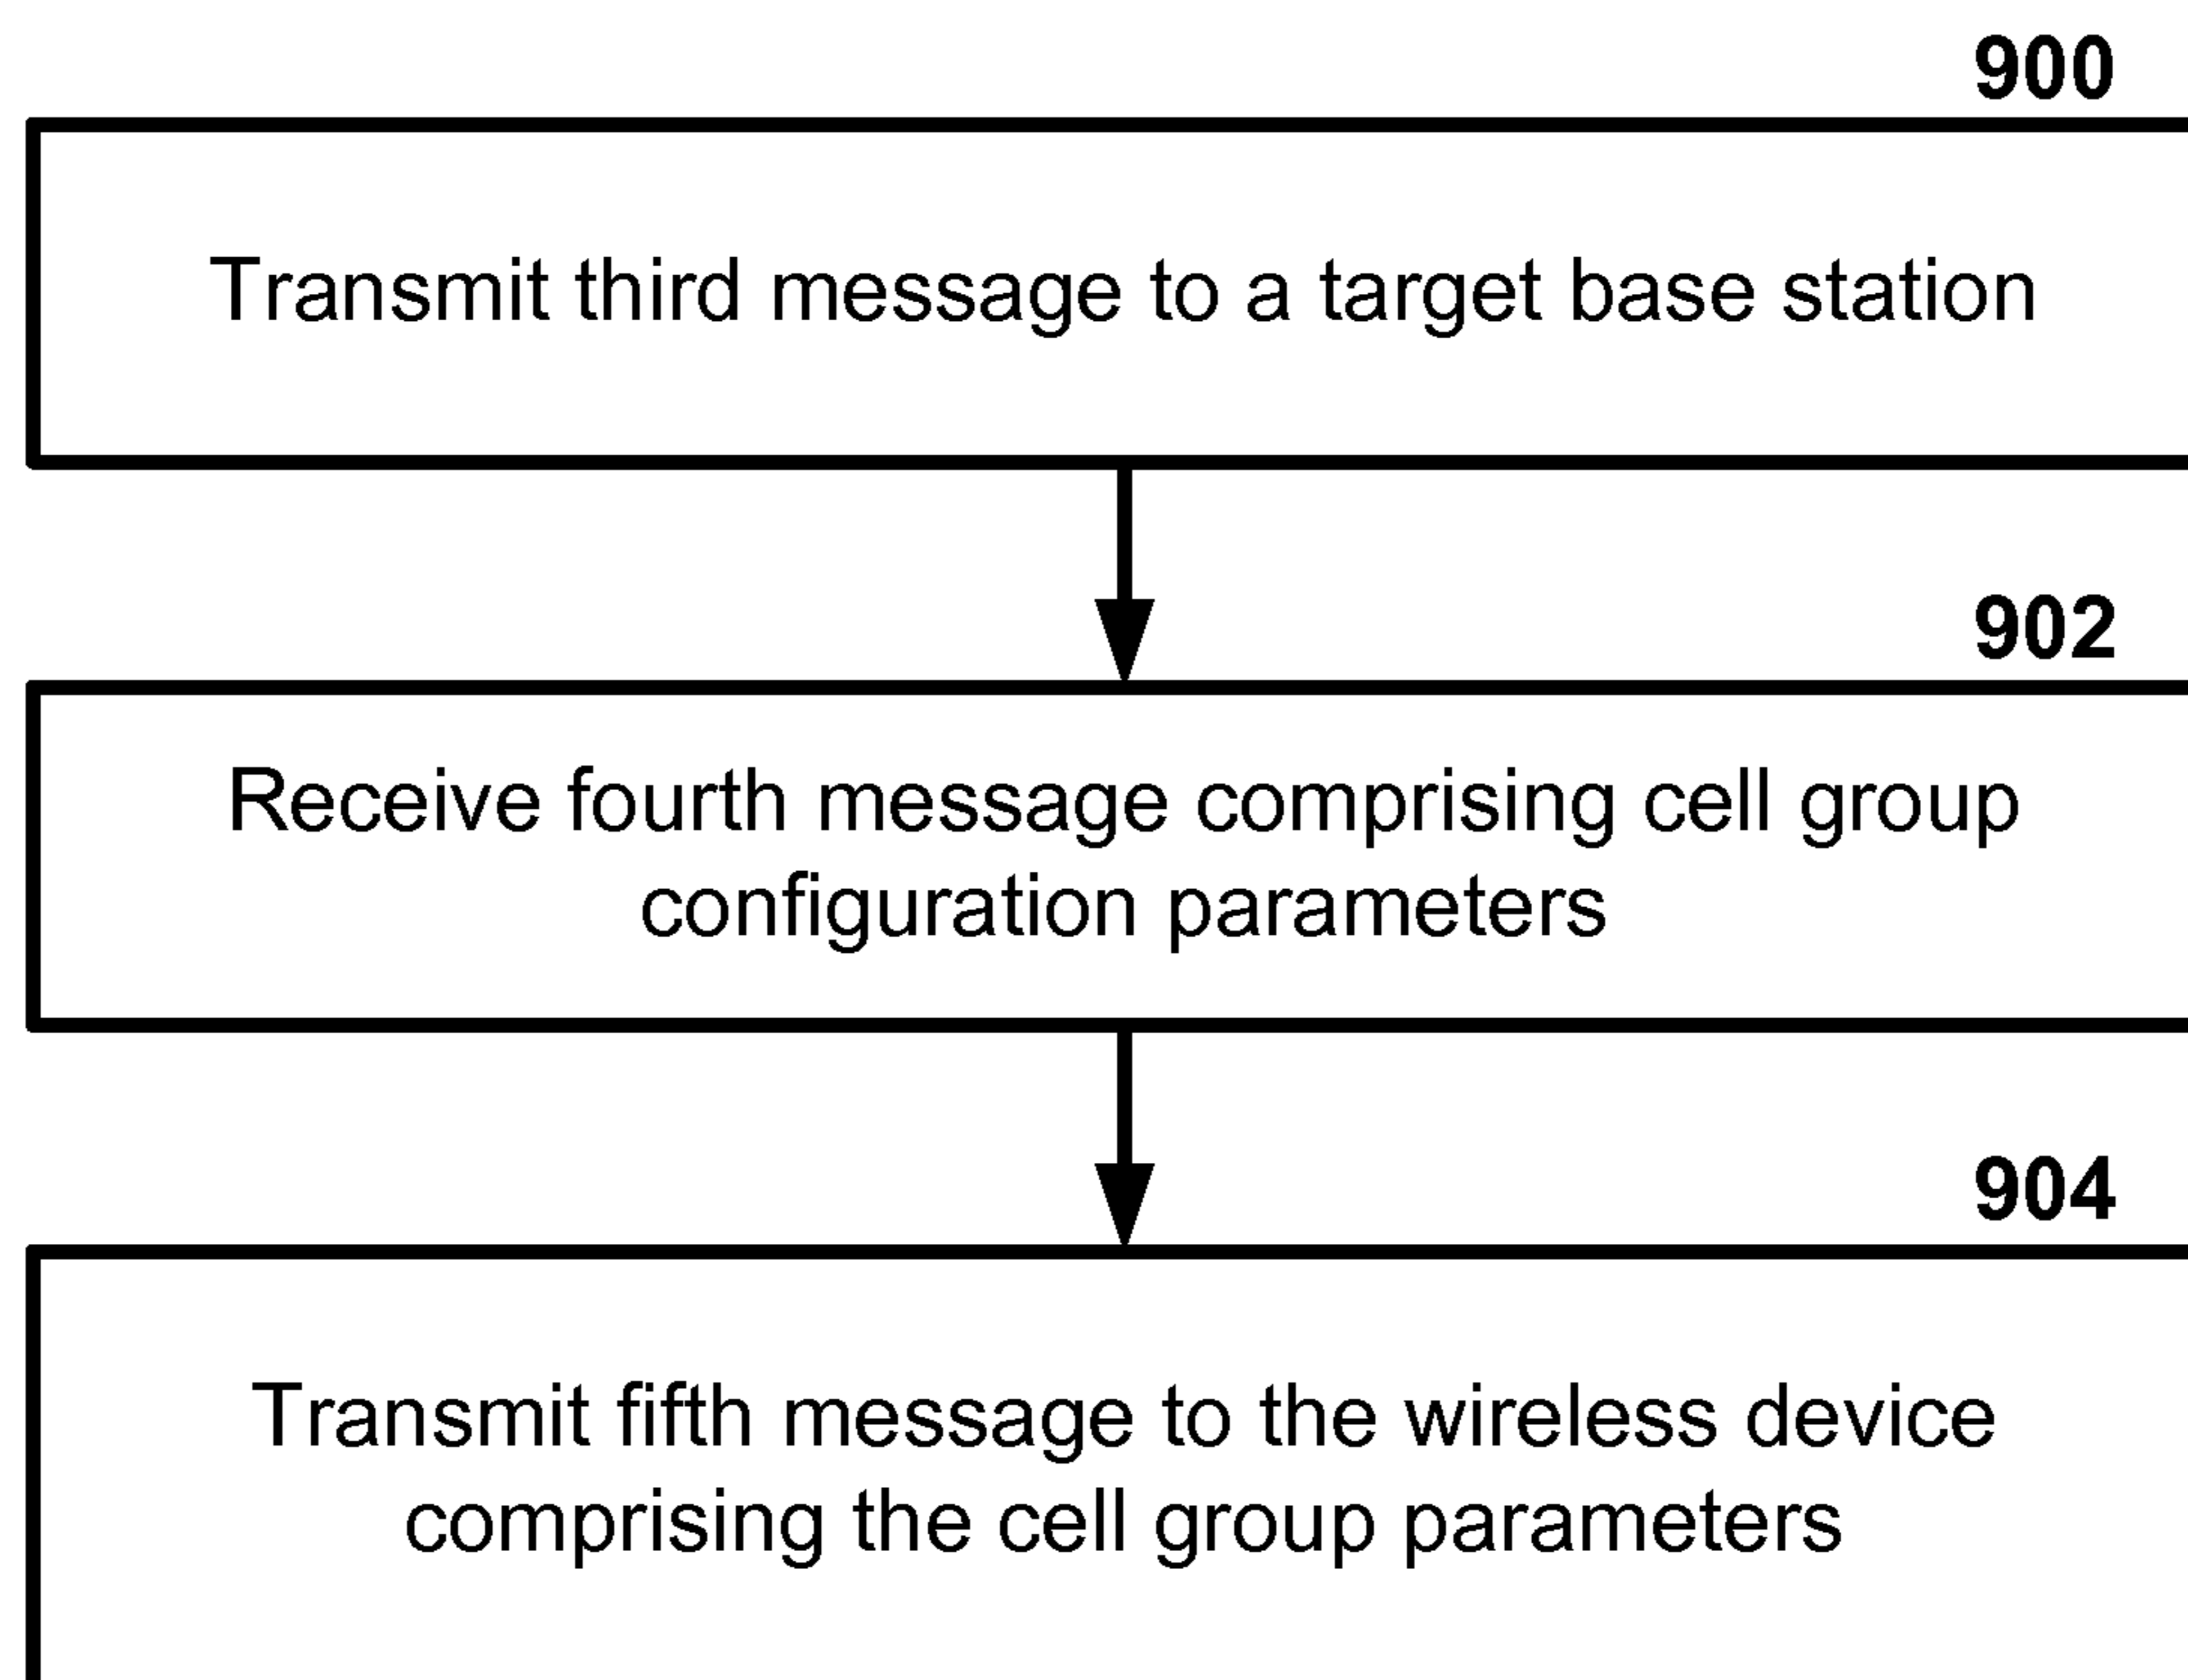 900
Transmit third message to a target base station
902
Receive fourth message comprising cell group
configuration parameters
904
Transmit fifth message to the wireless device
comprising the cell group parameters